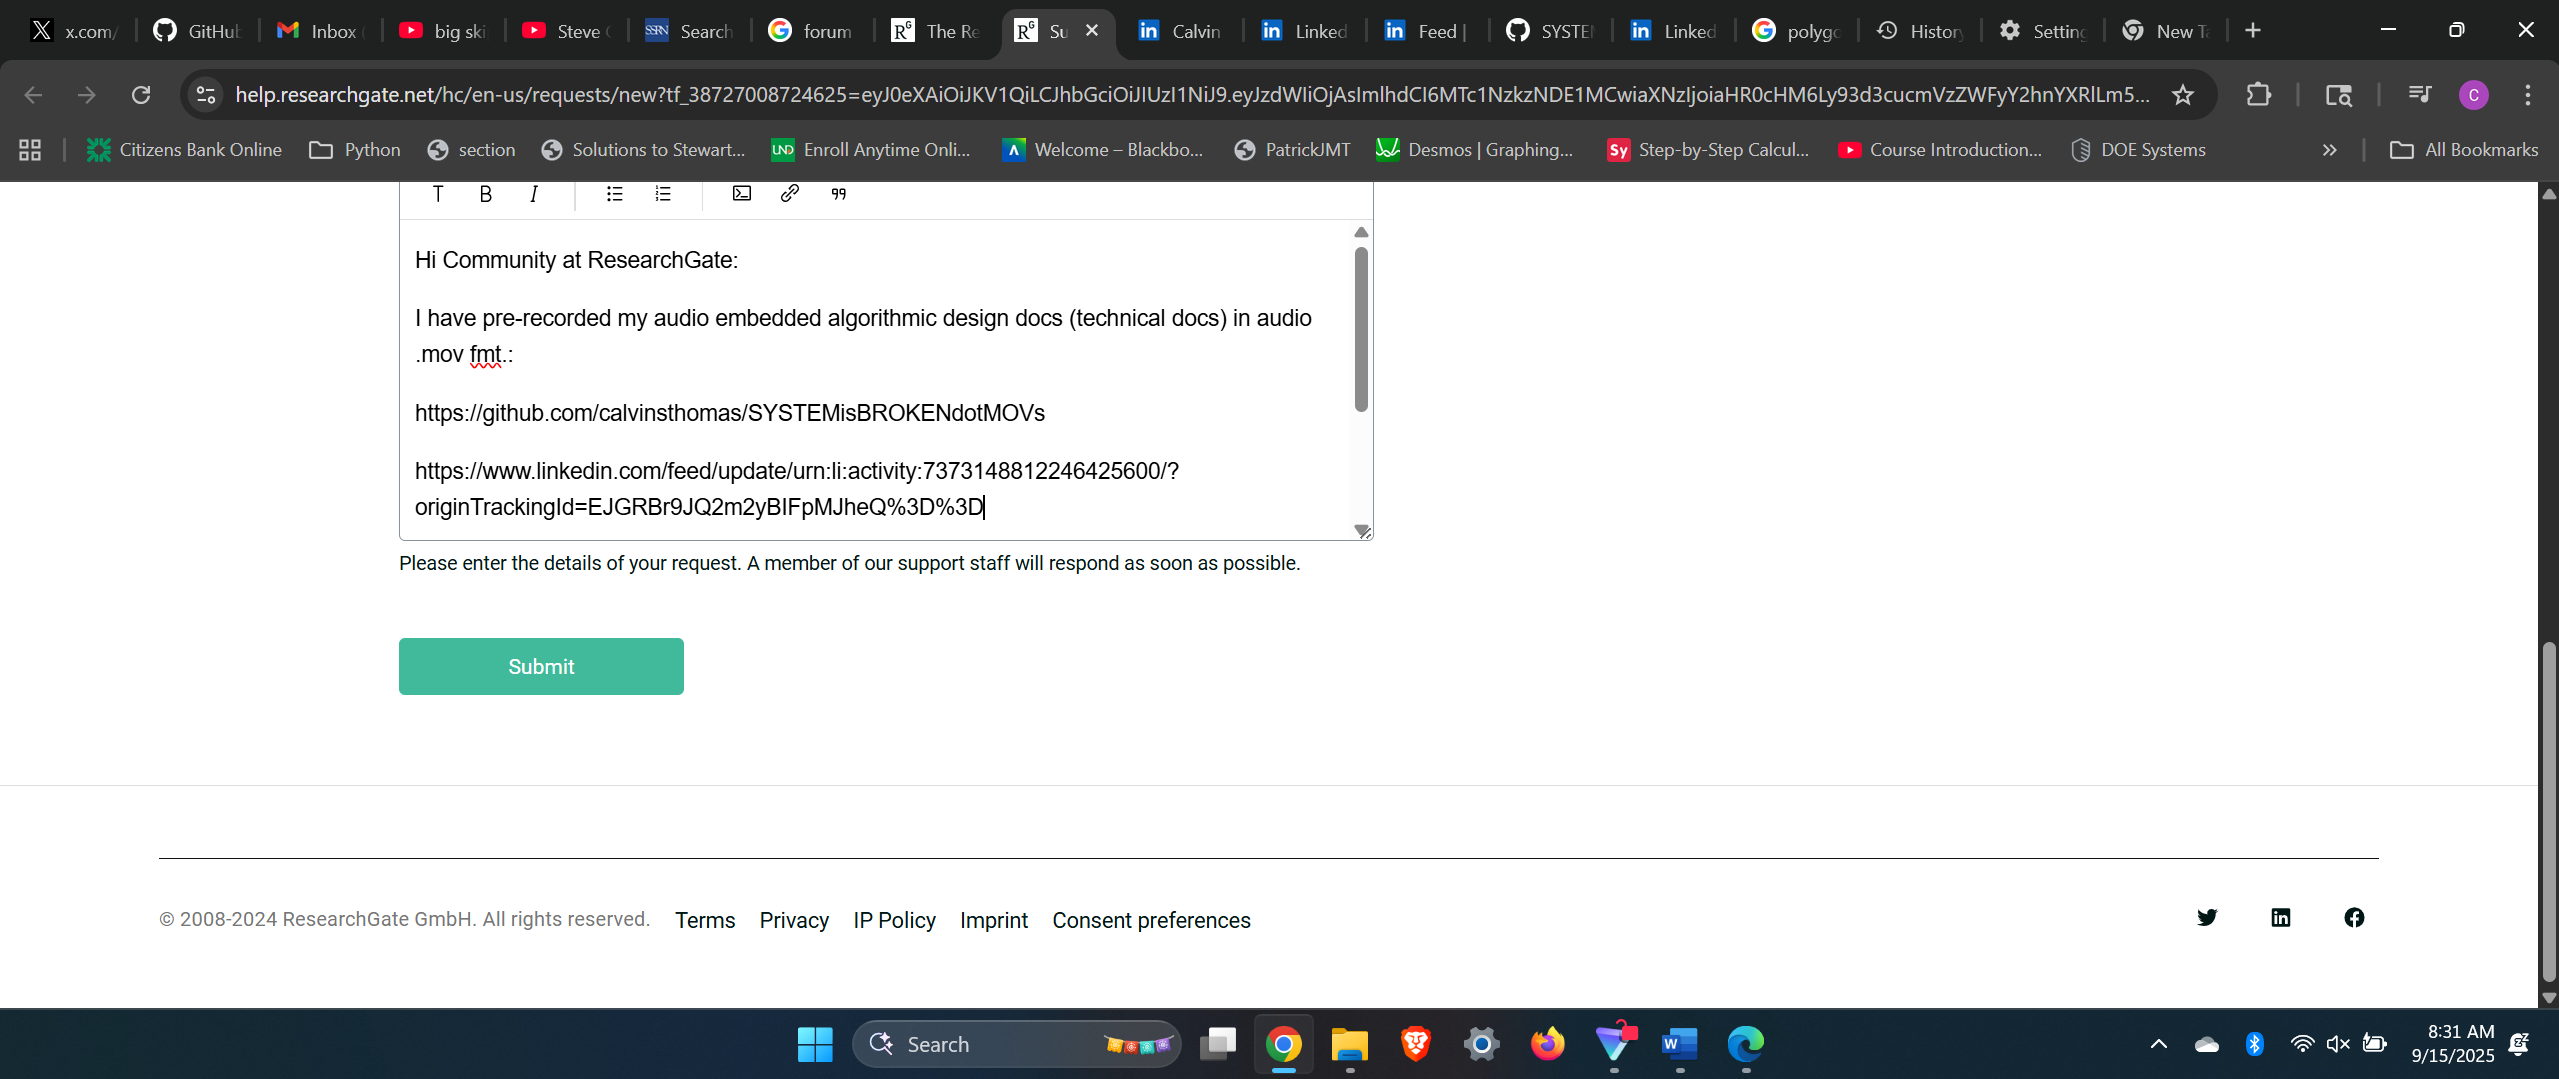 x.com/
GitHub
Inbox
big ski
Steve
SSRN
Search
forum
The Re
Su
Calvin
Linked
Feed |
SYSTEM
Linked
polygo
History
Setting
New Ta
help.researchgate.net/hc/en-us/requests/new?tf_38727008724625=eyJ0eXAiOiJKV1QiLCJhbGciOiJIUzI1NiJ9.eyJzdWIiOjAsImlhdCI6MTc1NzkzNDE1MCwiaXNzIjoiaHR0cHM6Ly93d3cucmVzZWFyY2hnYXRlLm5...
C
Citizens Bank Online
Python
section
Solutions to Stewart...
UND
Enroll Anytime Onli...
Welcome – Blackbo...
PatrickJMT
Desmos | Graphing...
Sy
Step-by-Step Calcul...
Course Introduction...
DOE Systems
All Bookmarks
T B I
Hi Community at ResearchGate:
I have pre-recorded my audio embedded algorithmic design docs (technical docs) in audio
.mov fmt.:
https://github.com/calvinsthomas/SYSTEMisBROKENdotMOVs
https://www.linkedin.com/feed/update/urn:li:activity:7373148812246425600/?
originTrackingId=EJGRBr9JQ2m2yBIFpMJheQ%3D%3D
Please enter the details of your request. A member of our support staff will respond as soon as possible.
Submit
© 2008-2024 ResearchGate GmbH. All rights reserved.
Terms
Privacy
IP Policy
Imprint
Consent preferences
Search
8:31 AM
9/15/2025